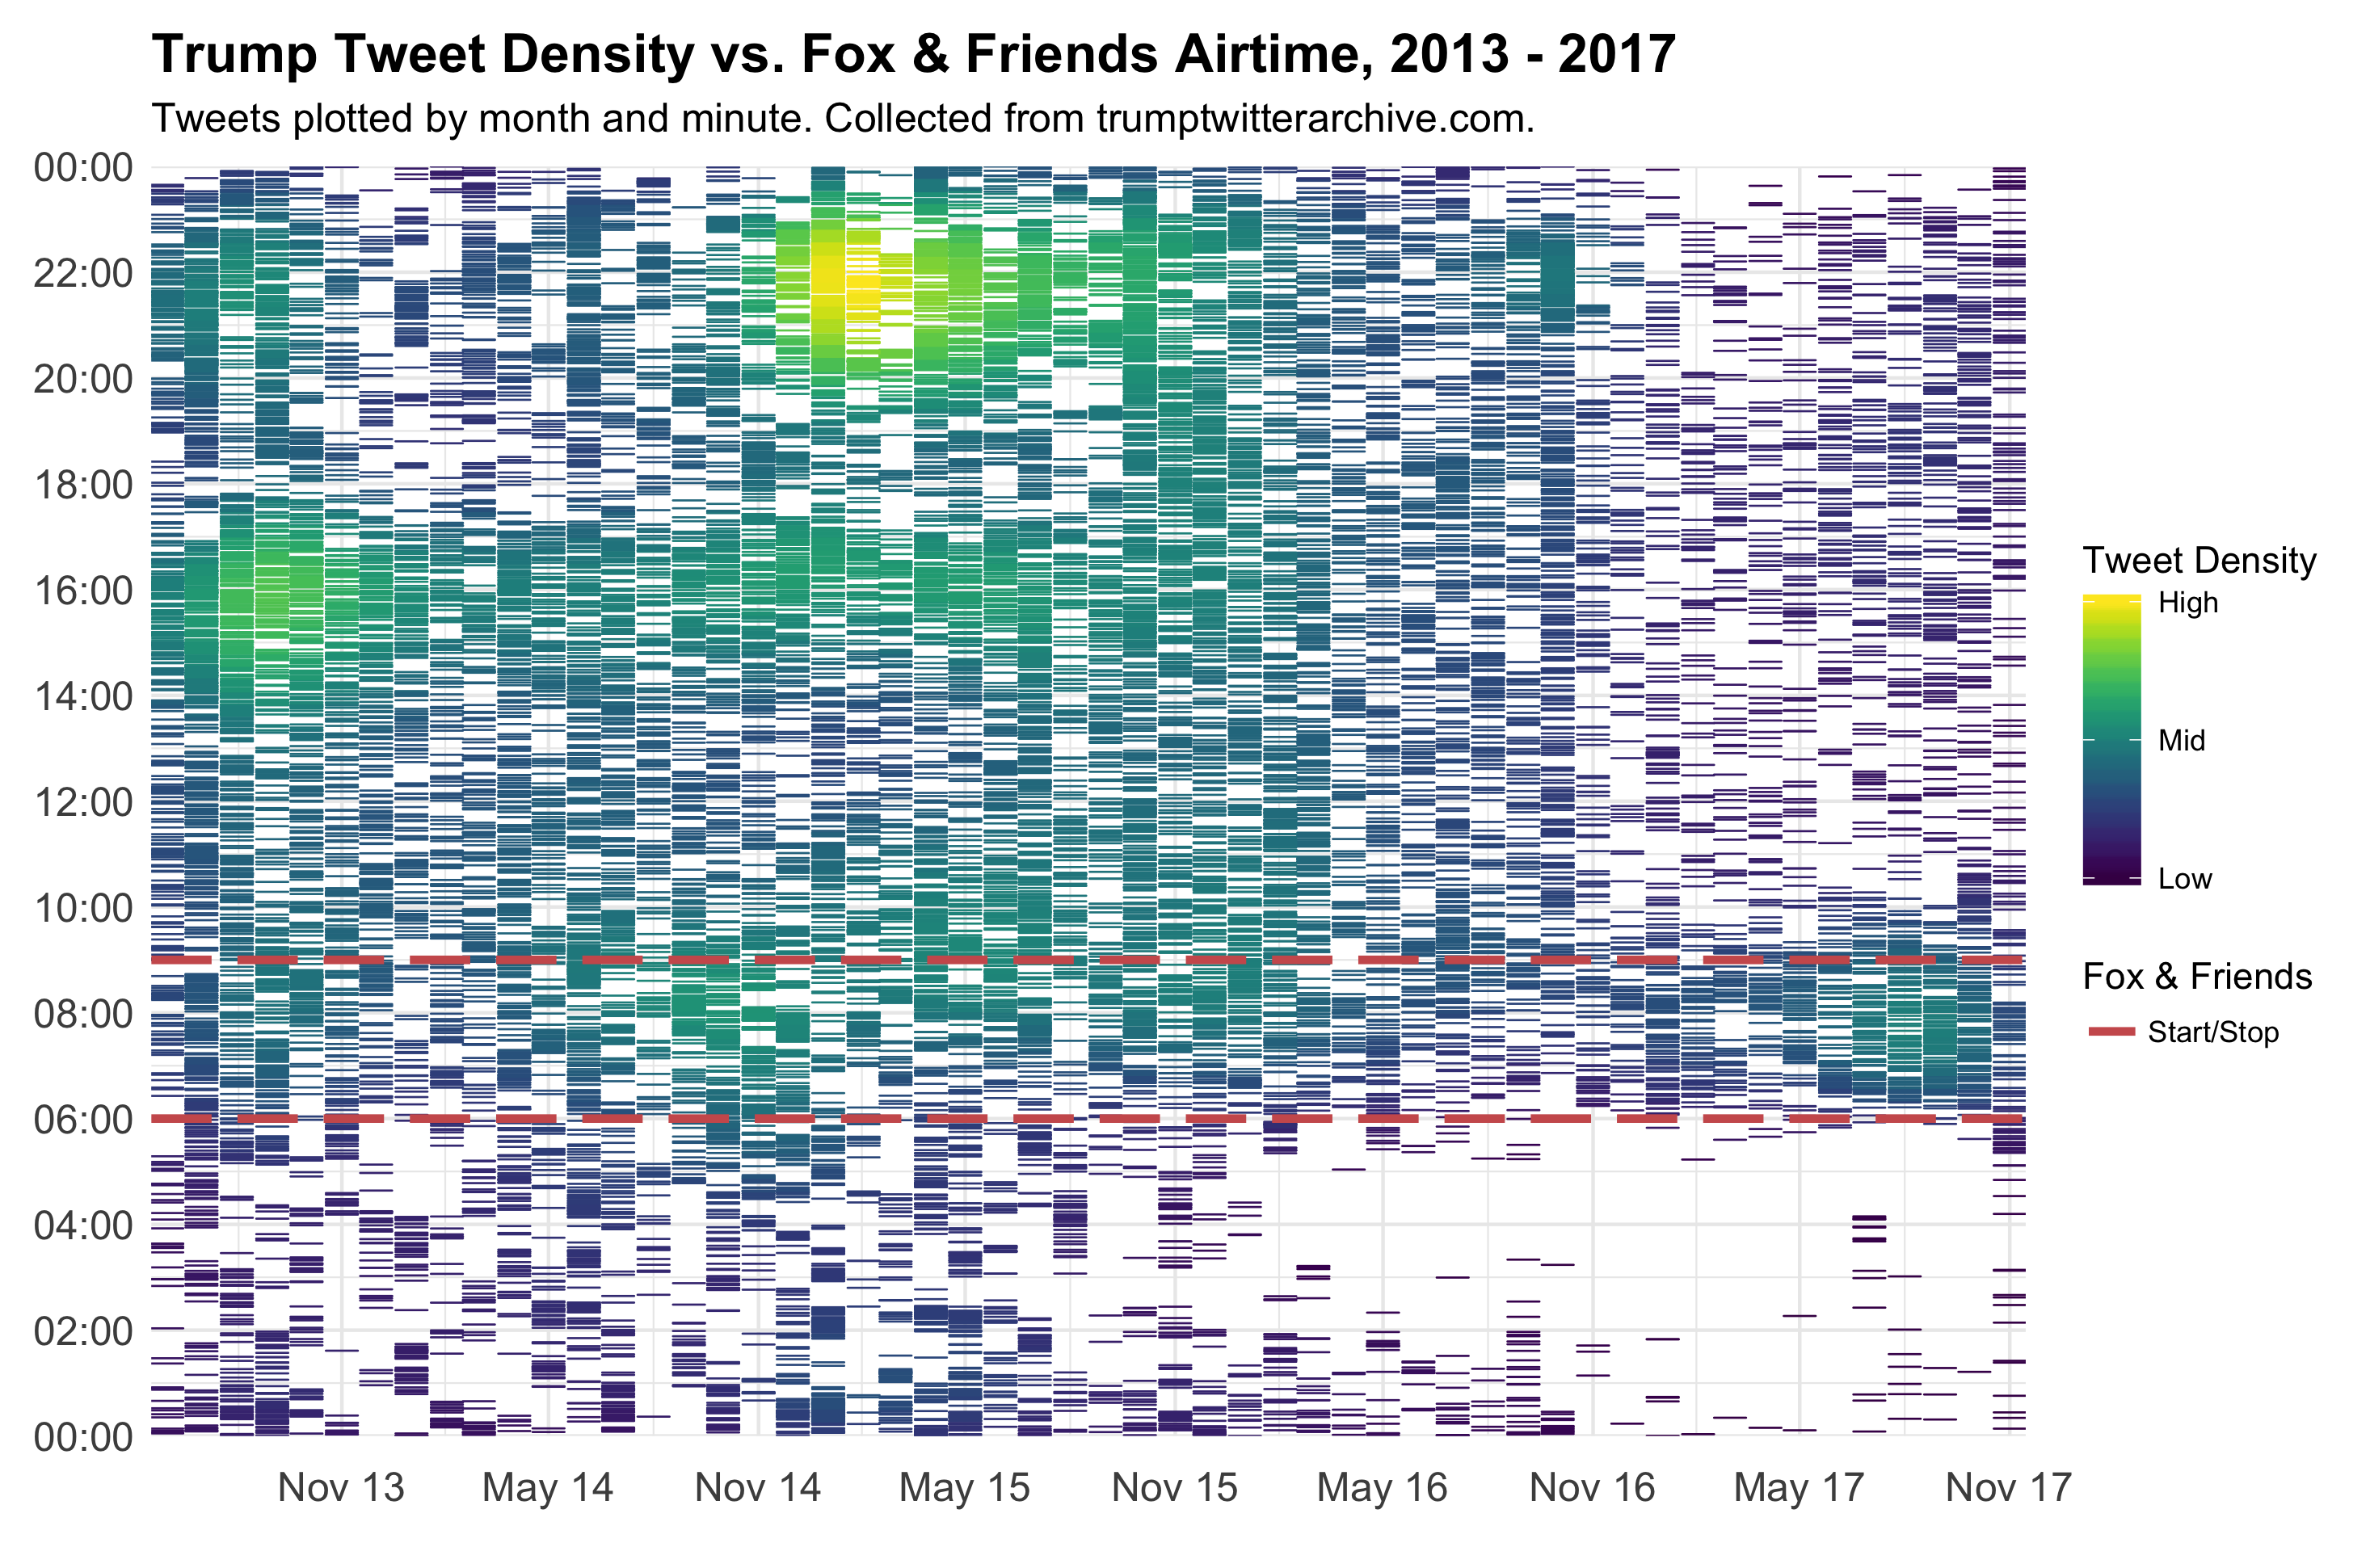 Trump Tweet Density vs. Fox & Friends Airtime, 2013 - 2017
Tweets plotted by month and minute. Collected from trumptwitterarchive.com.
00:00
22:00
20:00
18:00
16:00
14:00
12:00
10:00
08:00
06:00
04:00
02:00
00:00
Nov 13 May 14 Nov 14 May 15 Nov 15 May 16 Nov 16 May 17 Nov 17
Tweet Density
High
Mid
Low
Fox & Friends
Start/Stop